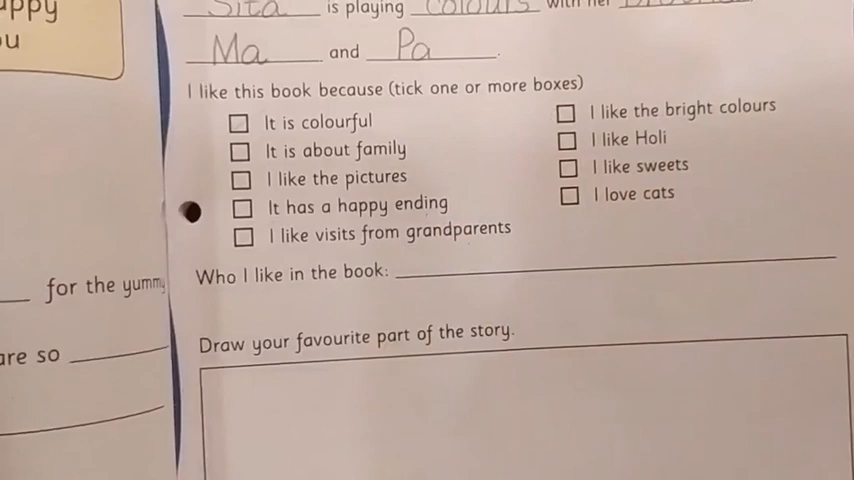 appy
ou
Sita is playing colours with her
Ma and Pa.
I like this book because (tick one or more boxes)
It is colourful
It is about family
I like the pictures
It has a happy ending
I like visits from grandparents
I like the bright colours
I like Holi
I like sweets
I love cats
Who I like in the book:
Draw your favourite part of the story.
for the yummy
are so